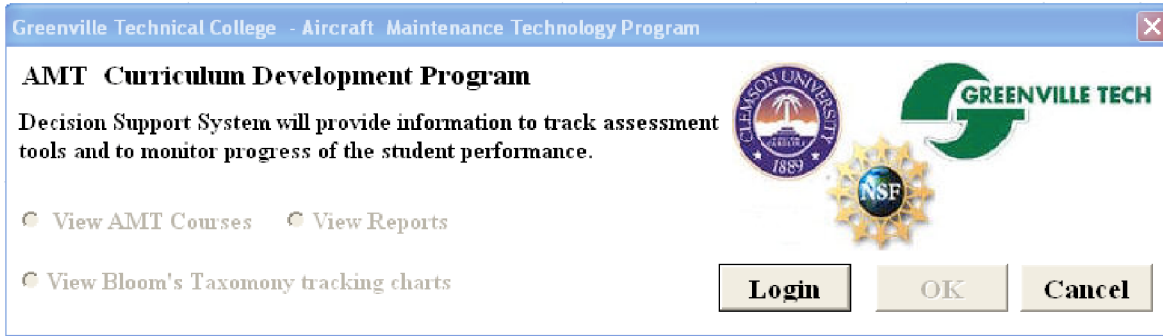 Greenville Technical College - Aircraft Maintenance Technology Program
AMT Curriculum Development Program
Decision Support System will provide information to track assessment
tools and to monitor progress of the student performance.
View AMT Courses
View Reports
View Bloom's Taxomony tracking charts
CLEMSON UNIVERSITY
1889
GREENVILLE TECH
NSF
Login
OK
Cancel